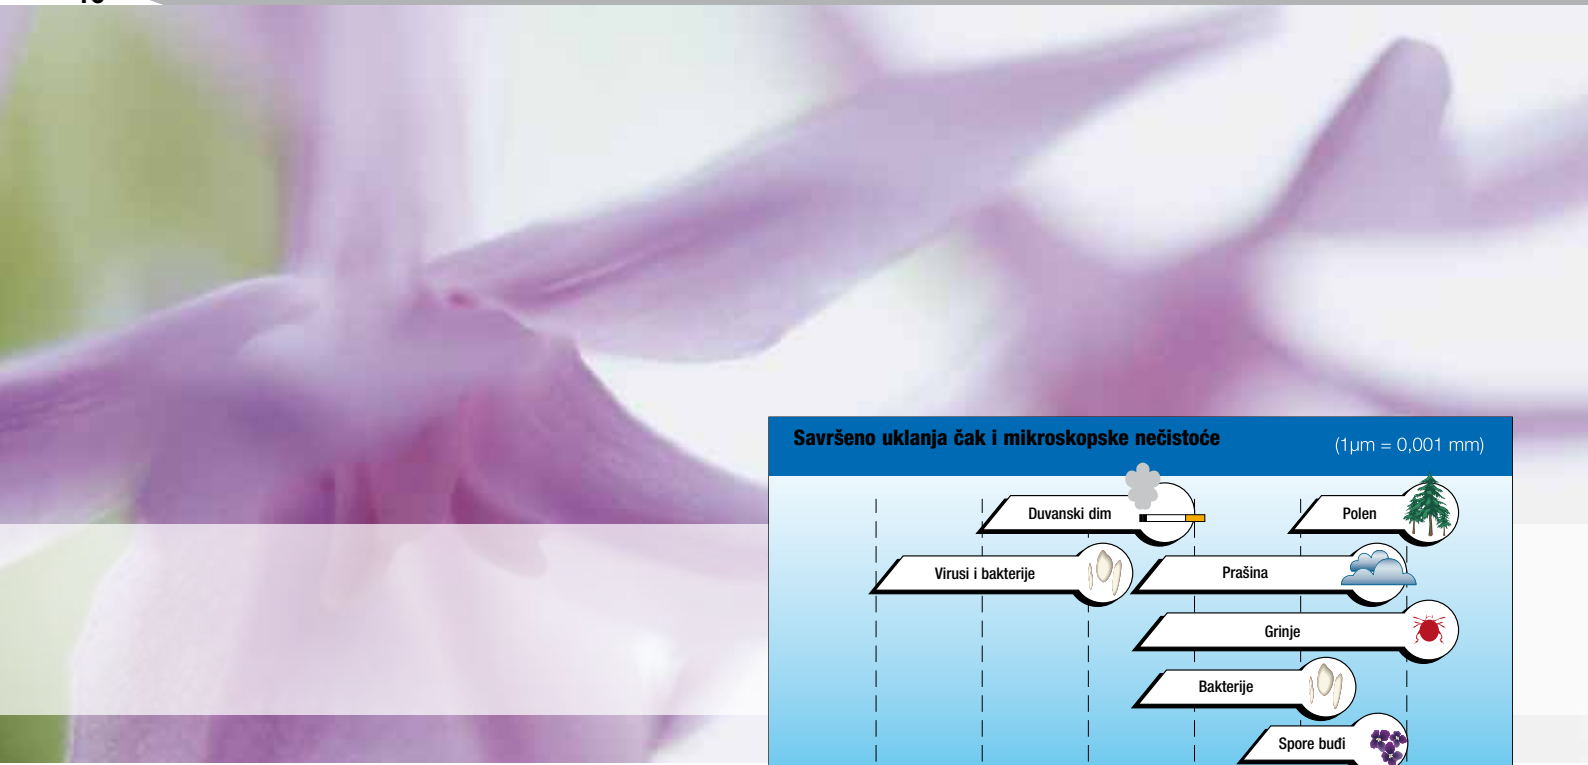 Savršeno uklanja čak i mikroskopske nečistoće
(1µm = 0,001 mm)
Duvanski dim
Polen
Virusi i bakterije
Prašina
Grinje
Bakterije
Spore buđi